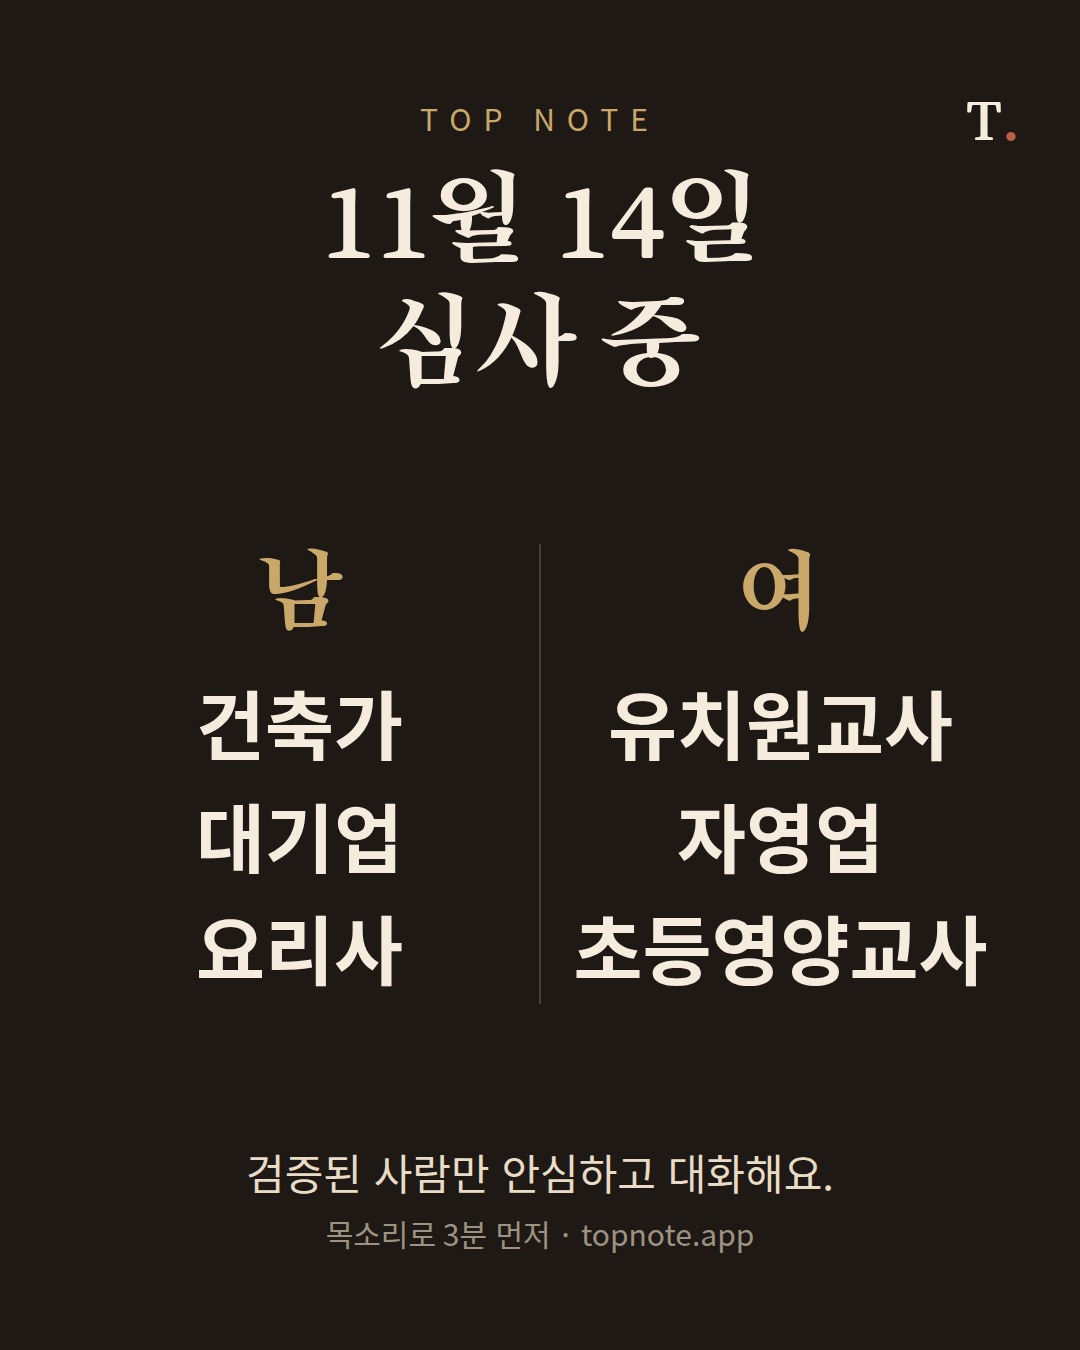 TOP NOTE
T.
11월 14일
심사 중
남
건축가
대기업
요리사
여
유치원교사
자영업
초등영양교사
검증된 사람만 안심하고 대화해요.
목소리로 3분 먼저 · topnote.app